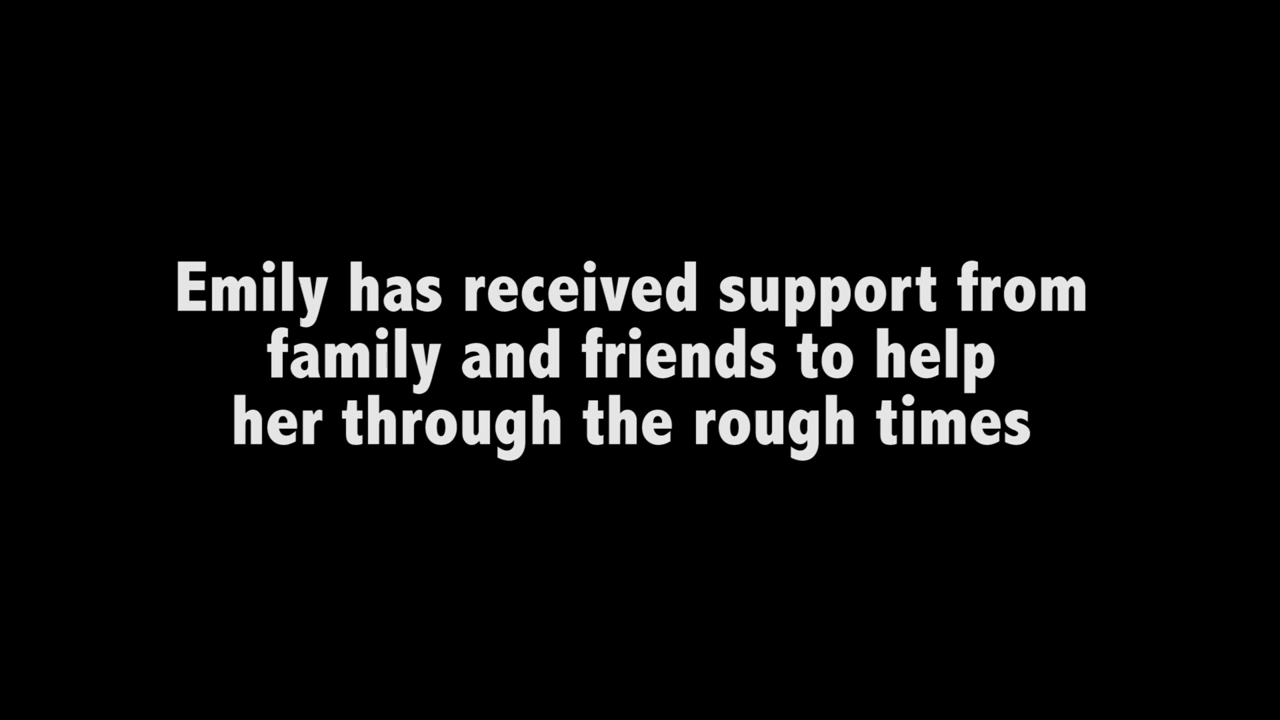 Emily has received support from
family and friends to help
her through the rough times